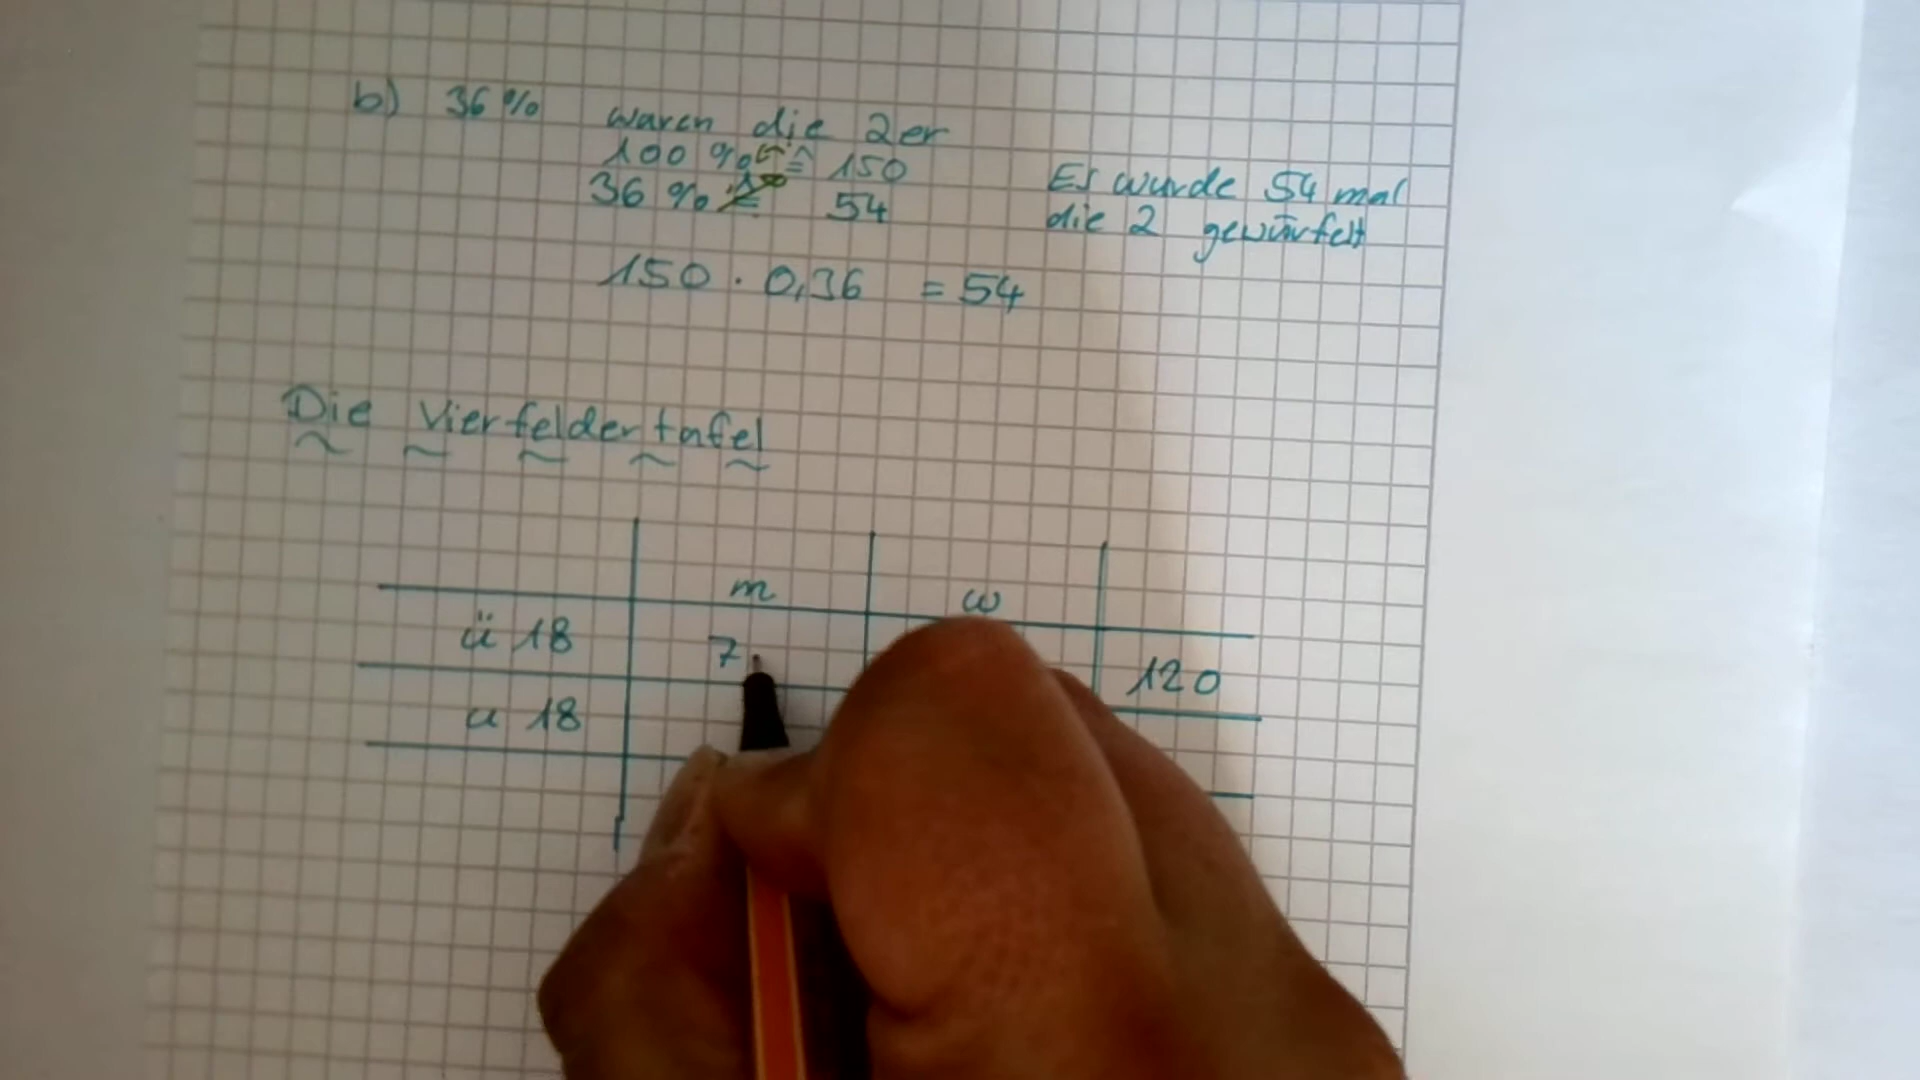 b) 36% waren die 2er
100 % ≙ 150
36 % ≙ 54
Es wurde 54 mal
die 2 gewürfelt
150 · 0,36 = 54
Die Vierfeldertafel
m w
ü 18 7 120
u 18